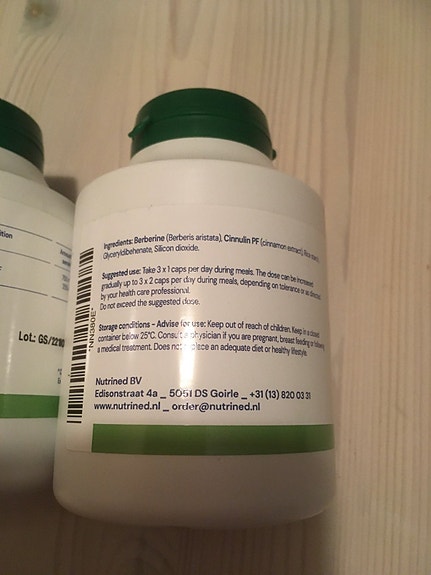 Lot.: GS/2210
Ingredients: Berberine (Berberis aristata), Cinnulin PF (cinnamon extract), Rice
Glyceryldibehenate, Silicon dioxide.
Suggested use: Take 3 x 1 caps per day during meals. The dose can be increased
gradually up to 3 x 2 caps per day during meals, depending on tolerance or as directed
by your health care professional.
Do not exceed the suggested dose.
Storage conditions - Advise for use: Keep out of reach of children. Keep in a closed
container below 25°C. Consult a physician if you are pregnant, breast feeding or following
a medical treatment. Does not replace an adequate diet or healthy lifestyle.
*NN380E*
Nutrined BV
Edisonstraat 4a _ 5051 DS Goirle _ +31 (13) 820 03 31
www.nutrined.nl _ order@nutrined.nl